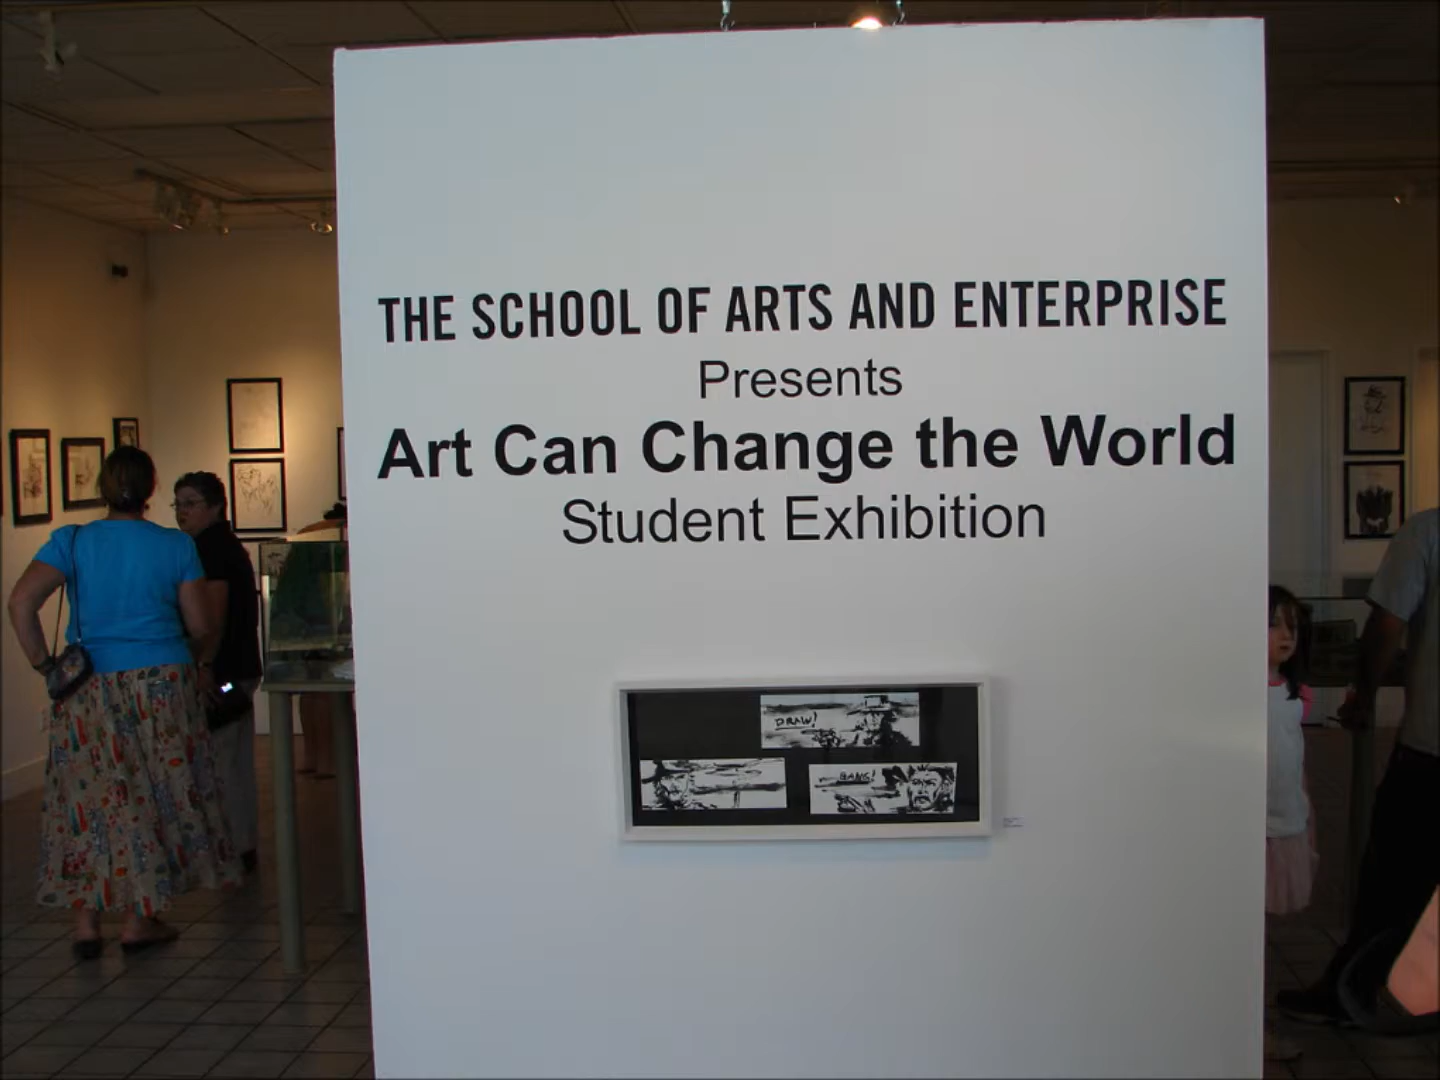 THE SCHOOL OF ARTS AND ENTERPRISE
Presents
Art Can Change the World
Student Exhibition
DRAW!
BANG!